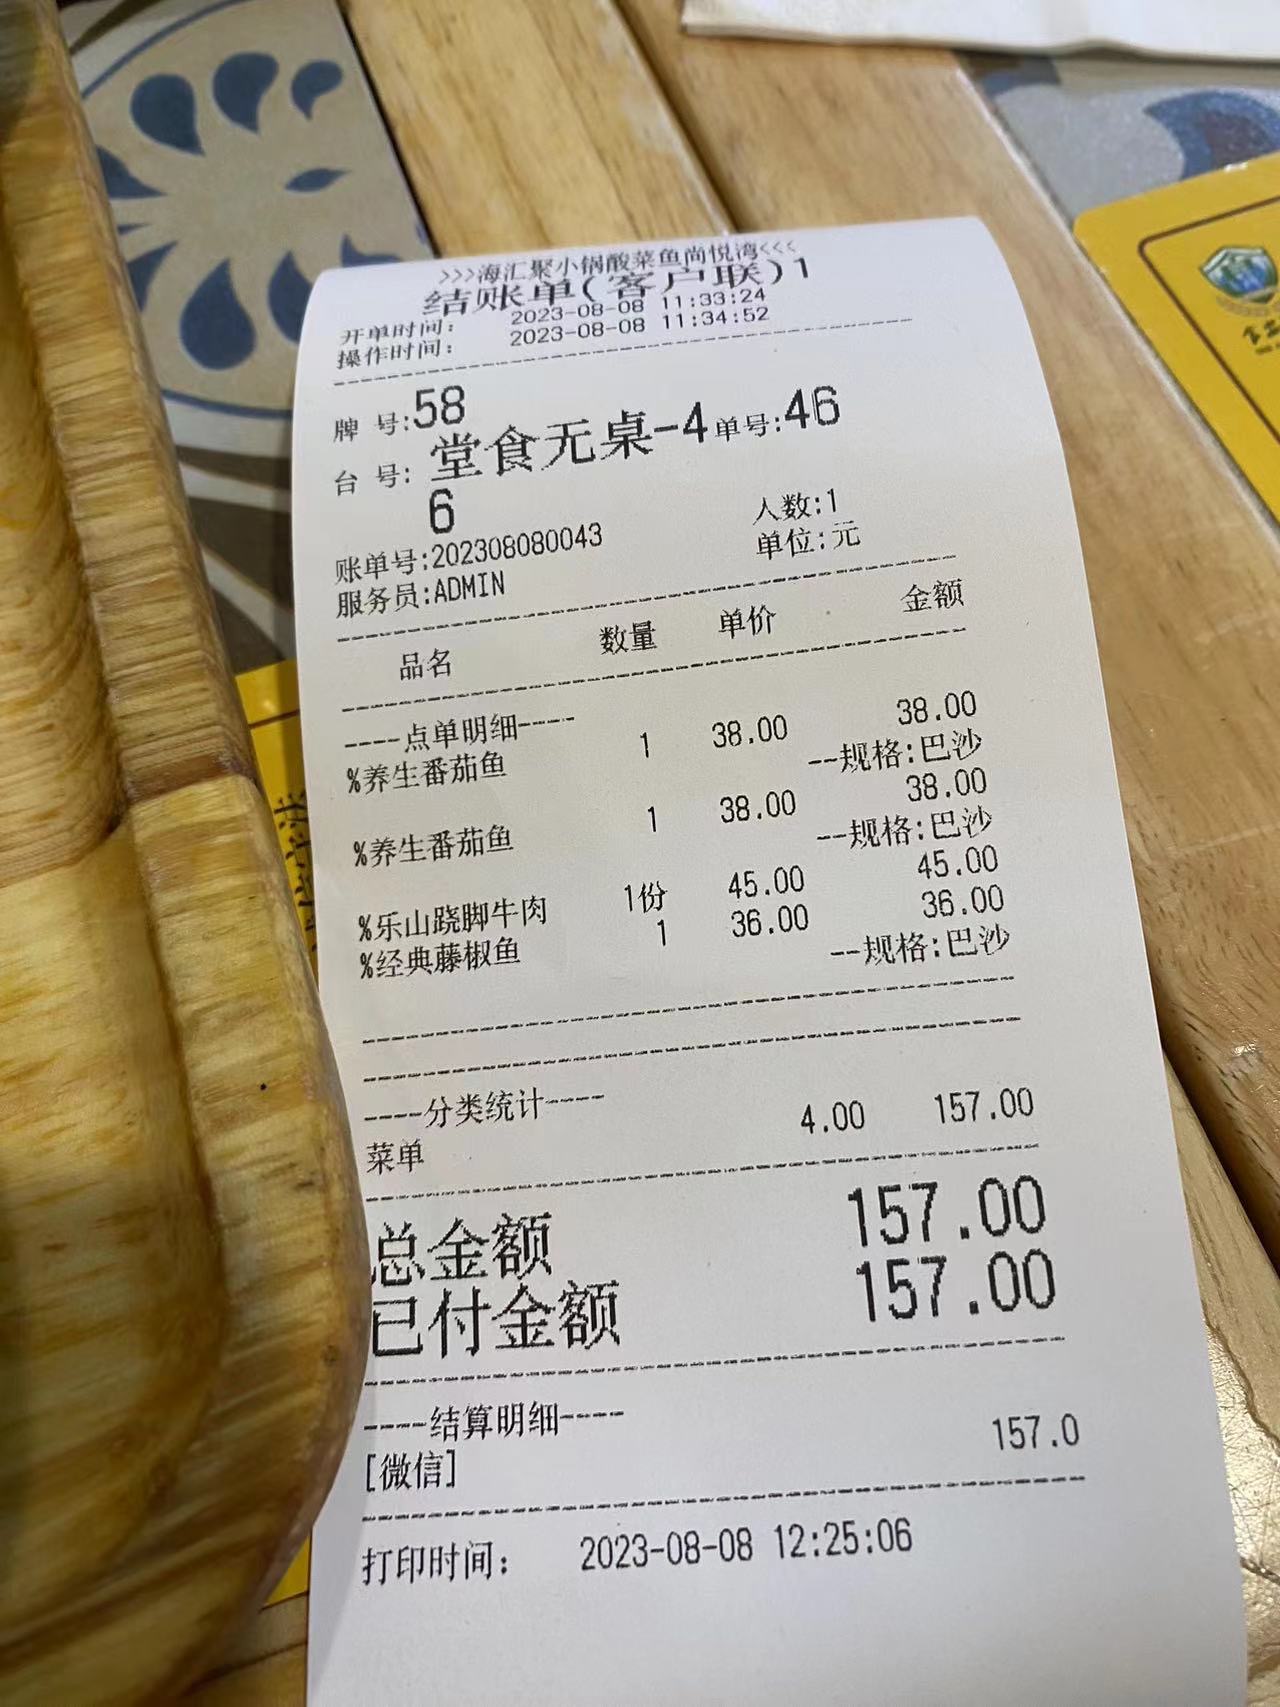 >>>海汇聚小锅酸菜鱼尚悦湾<<<
结账单(客户联)1
开单时间: 2023-08-08 11:33:24
操作时间: 2023-08-08 11:34:52
牌 号:58
台 号: 堂食无桌-4 单号:46
6
账单号:202308080043 人数:1
服务员:ADMIN 单位:元
品名 数量 单价 金额
----点单明细----
%养生番茄鱼 1 38.00 38.00
--规格:巴沙
%养生番茄鱼 1 38.00 38.00
--规格:巴沙
%乐山跷脚牛肉 1份 45.00 45.00
%经典藤椒鱼 1 36.00 36.00
--规格:巴沙
----分类统计----
菜单 4.00 157.00
总金额 157.00
已付金额 157.00
----结算明细----
[微信] 157.0
打印时间: 2023-08-08 12:25:06